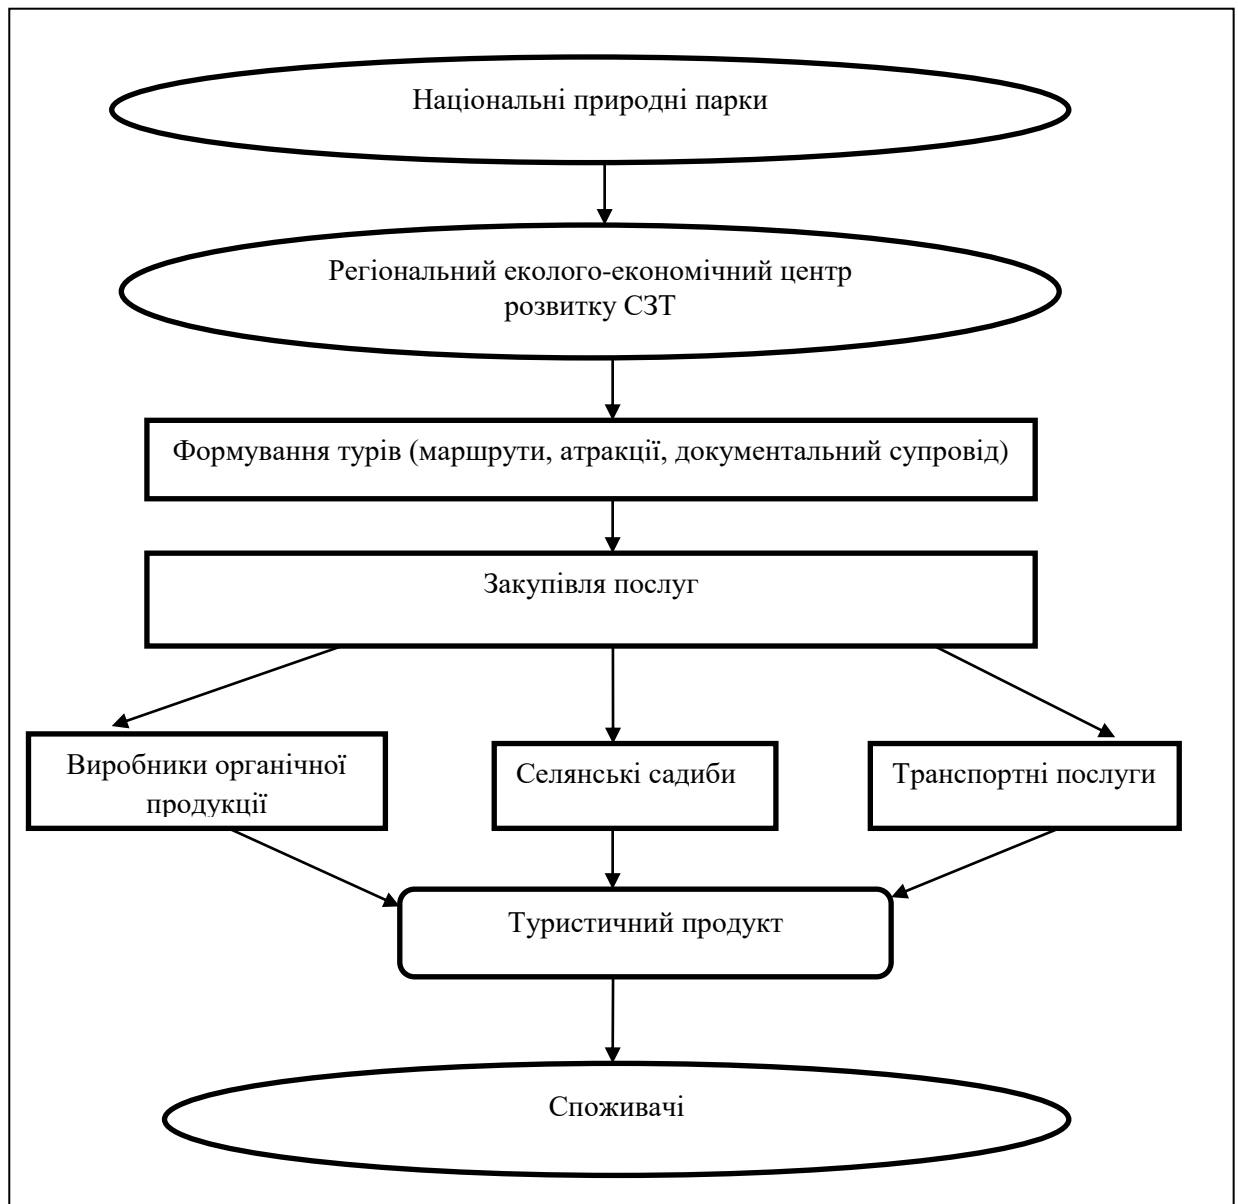 Національні природні парки
Регіональний еколого-економічний центр
розвитку СЗТ
Формування турів (маршрути, атракції, документальний супровід)
Закупівля послуг
Виробники органічної
продукції
Селянські садиби
Транспортні послуги
Туристичний продукт
Споживачі